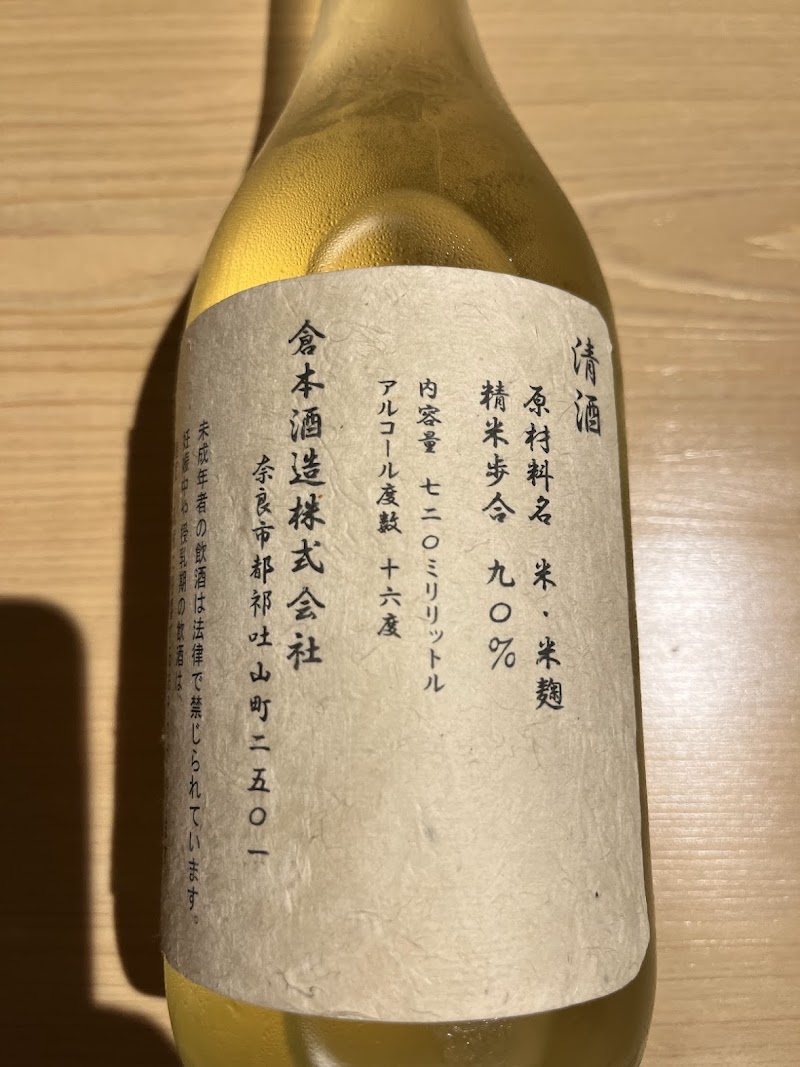 清酒
原材料名 米・米麹
精米歩合 九〇%
内容量 七二〇ミリリットル
アルコール度数 十六度
倉本酒造株式会社
奈良市都祁吐山町二五〇一
未成年者の飲酒は法律で禁じられています。
妊娠中や授乳期の飲酒は、